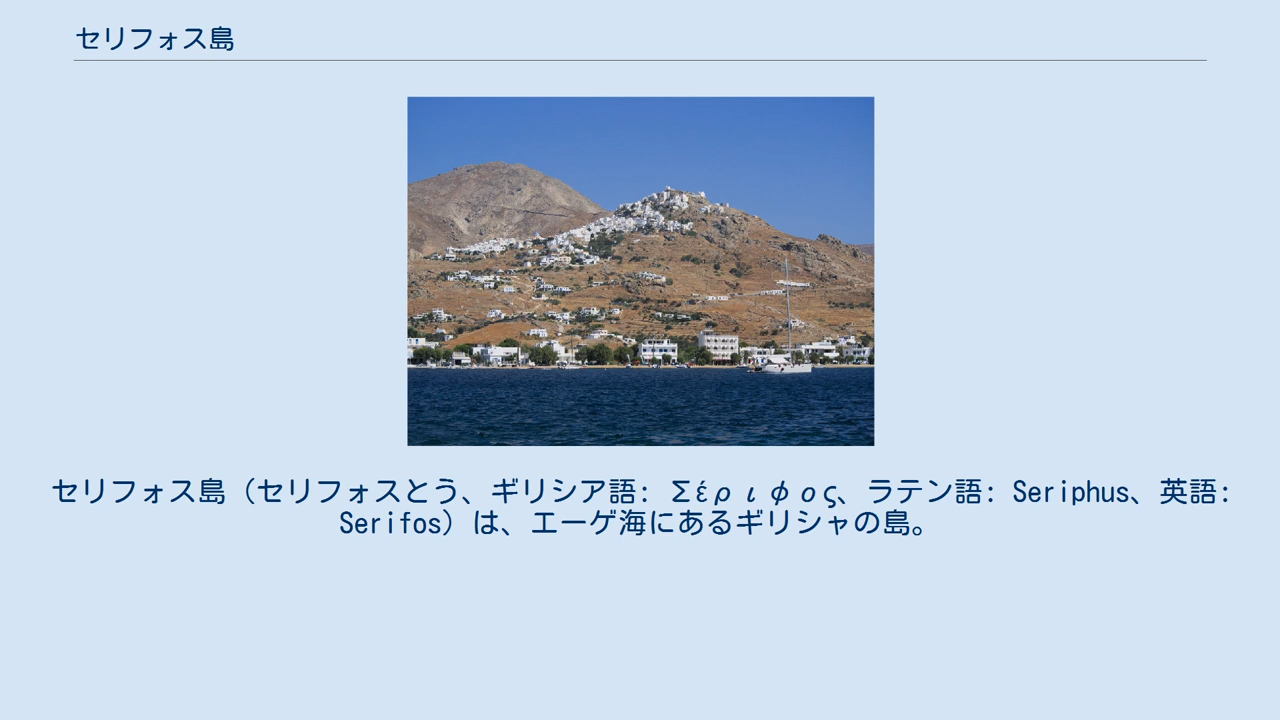 セリフォス島
セリフォス島（セリフォスとう、ギリシア語: Σέριφος、ラテン語: Seriphus、英語:
Serifos）は、エーゲ海にあるギリシャの島。